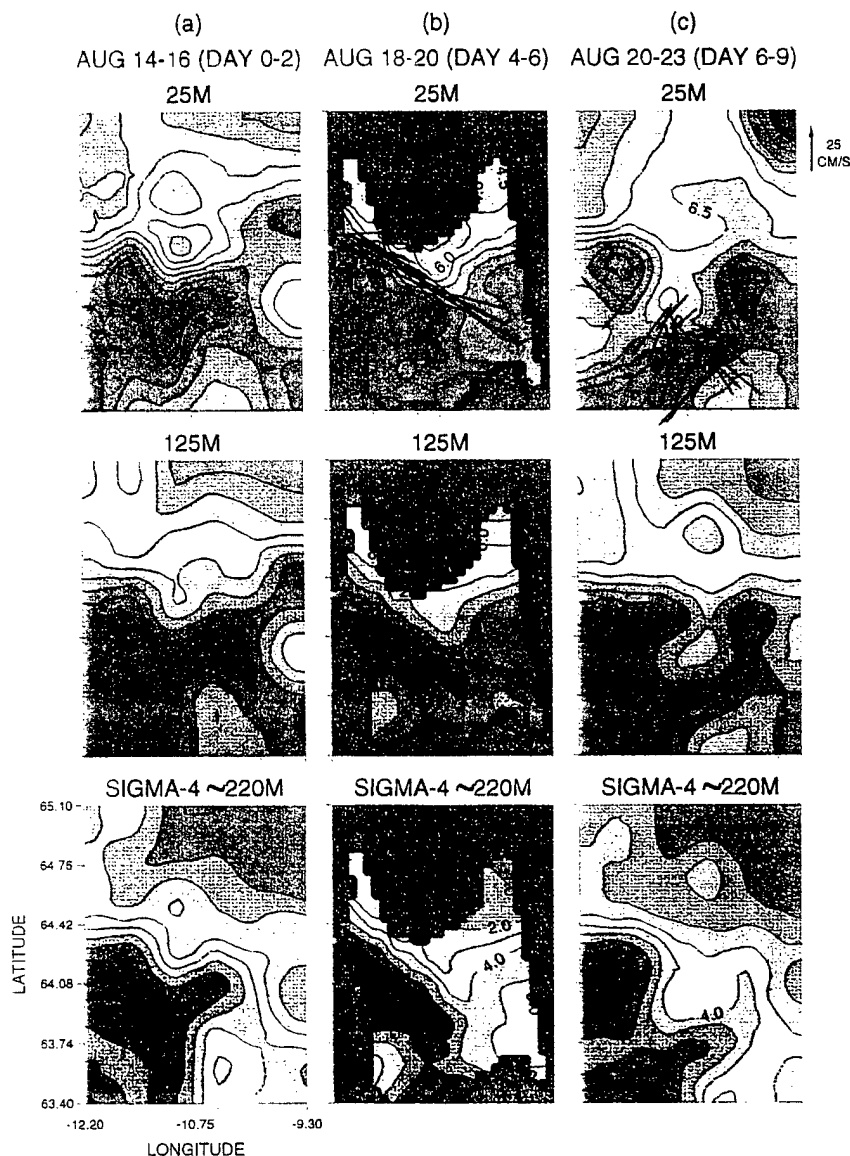 (a) (b) (c)
AUG 14-16 (DAY 0-2) AUG 18-20 (DAY 4-6) AUG 20-23 (DAY 6-9)
25M 25M 25M
25
CM/S
6.5
6.0
125M 125M 125M
SIGMA-4 ~220M SIGMA-4 ~220M SIGMA-4 ~220M
65.10
64.75
64.42
64.08
63.74
63.40
LATITUDE
2.0
4.0
4.0
-12.20 -10.75 -9.30
LONGITUDE